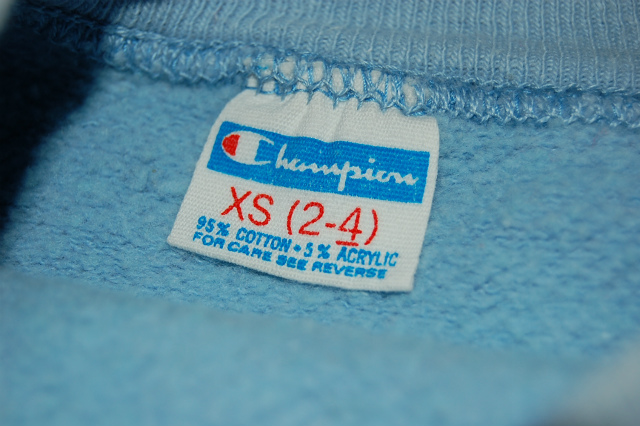 Champion
XS (2-4)
95% COTTON • 5% ACRYLIC
FOR CARE SEE REVERSE